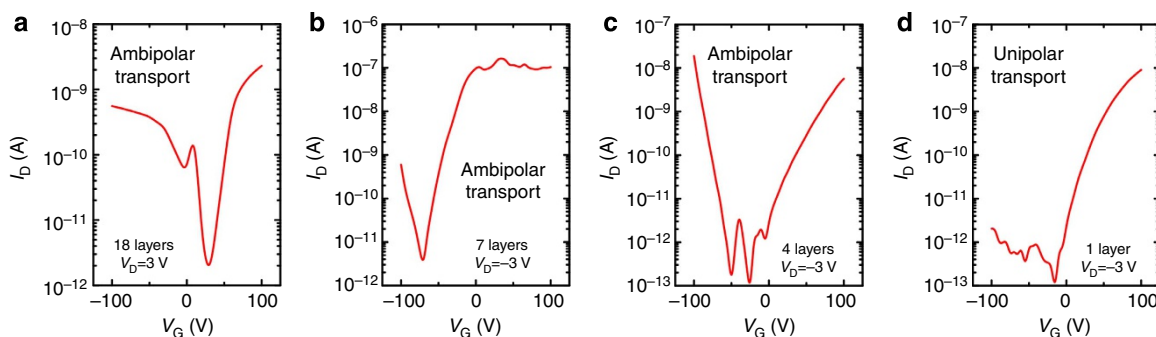 a
10⁻⁸
10⁻⁹
10⁻¹⁰
10⁻¹¹
10⁻¹²
I_D (A)
Ambipolar
transport
18 layers
V_D=3 V
−100 0 100
V_G (V)
b
10⁻⁶
10⁻⁷
10⁻⁸
10⁻⁹
10⁻¹⁰
10⁻¹¹
10⁻¹²
I_D (A)
Ambipolar
transport
7 layers
V_D=−3 V
−100 0 100
V_G (V)
c
10⁻⁷
10⁻⁸
10⁻⁹
10⁻¹⁰
10⁻¹¹
10⁻¹²
10⁻¹³
I_D (A)
Ambipolar
transport
4 layers
V_D=−3 V
−100 0 100
V_G (V)
d
10⁻⁷
10⁻⁸
10⁻⁹
10⁻¹⁰
10⁻¹¹
10⁻¹²
10⁻¹³
I_D (A)
Unipolar
transport
1 layer
V_D=−3 V
−100 0 100
V_G (V)